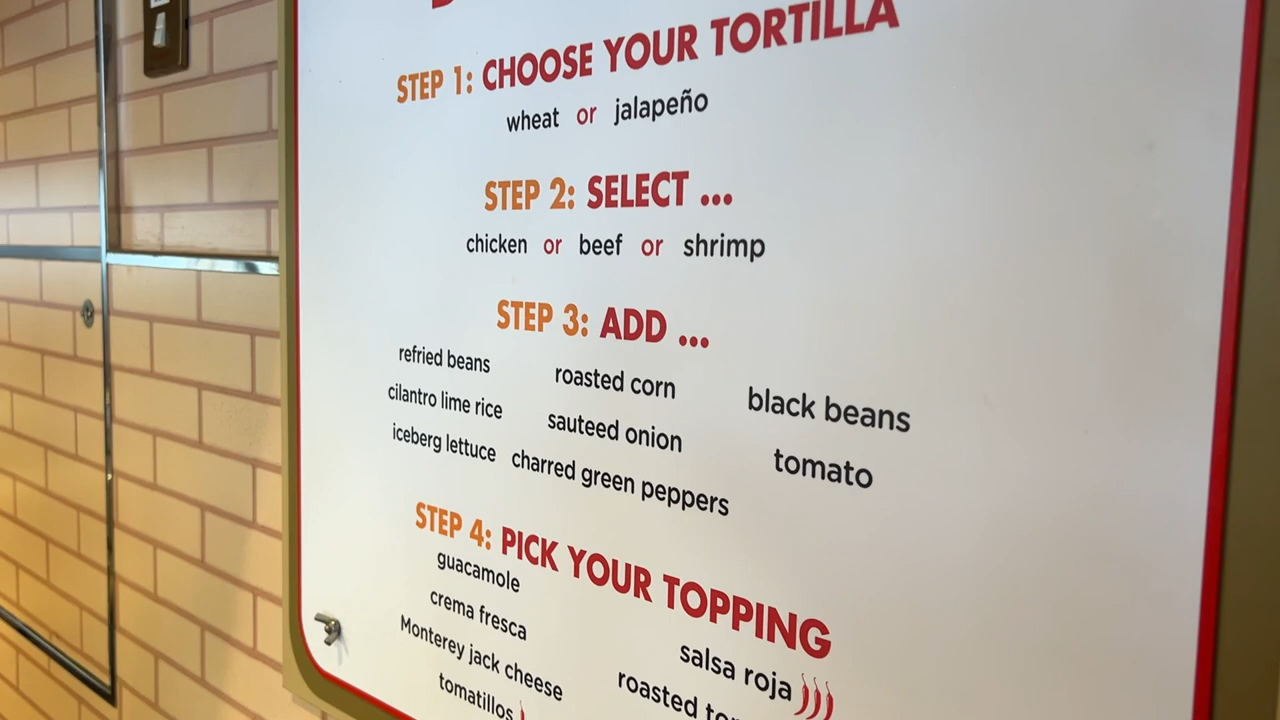 STEP 1: CHOOSE YOUR TORTILLA
wheat or jalapeño
STEP 2: SELECT ...
chicken or beef or shrimp
STEP 3: ADD ...
refried beans roasted corn black beans
cilantro lime rice sauteed onion tomato
iceberg lettuce charred green peppers
STEP 4: PICK YOUR TOPPING
guacamole salsa roja
crema fresca roasted
Monterey jack cheese
tomatillos